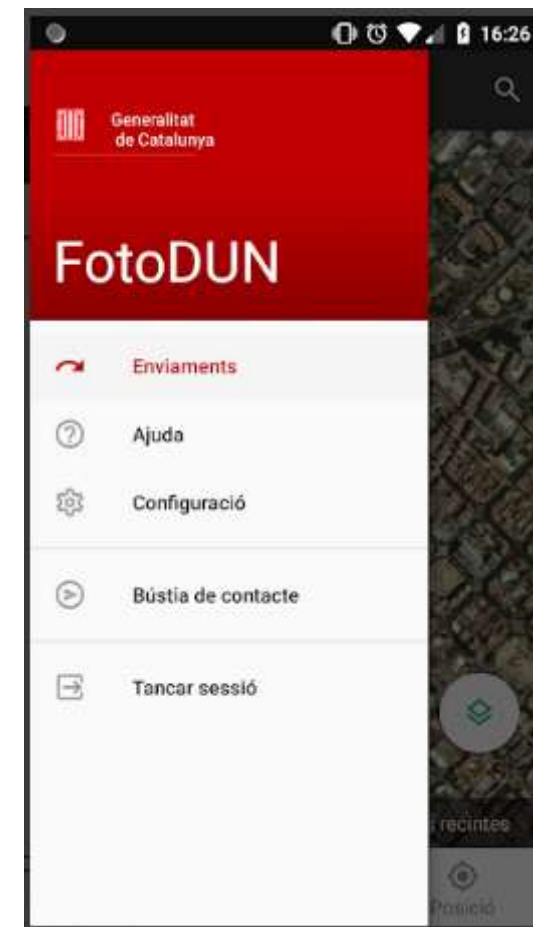 16:26
Generalitat
de Catalunya
FotoDUN
Enviaments
Ajuda
Configuració
Bústia de contacte
Tancar sessió
recintes
Posició